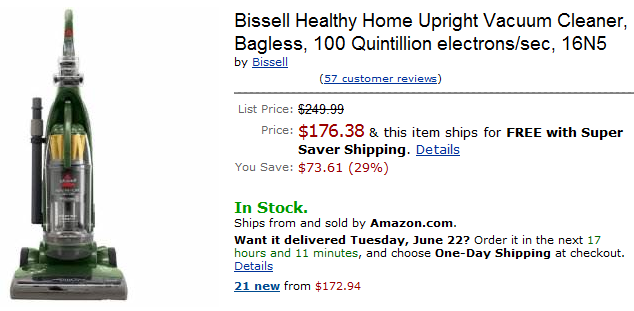 Bissell Healthy Home Upright Vacuum Cleaner,
Bagless, 100 Quintillion electrons/sec, 16N5
by Bissell
(57 customer reviews)
List Price: $249.99
Price: $176.38 & this item ships for FREE with Super
Saver Shipping. Details
You Save: $73.61 (29%)
In Stock.
Ships from and sold by Amazon.com.
Want it delivered Tuesday, June 22? Order it in the next 17
hours and 11 minutes, and choose One-Day Shipping at checkout.
Details
21 new from $172.94